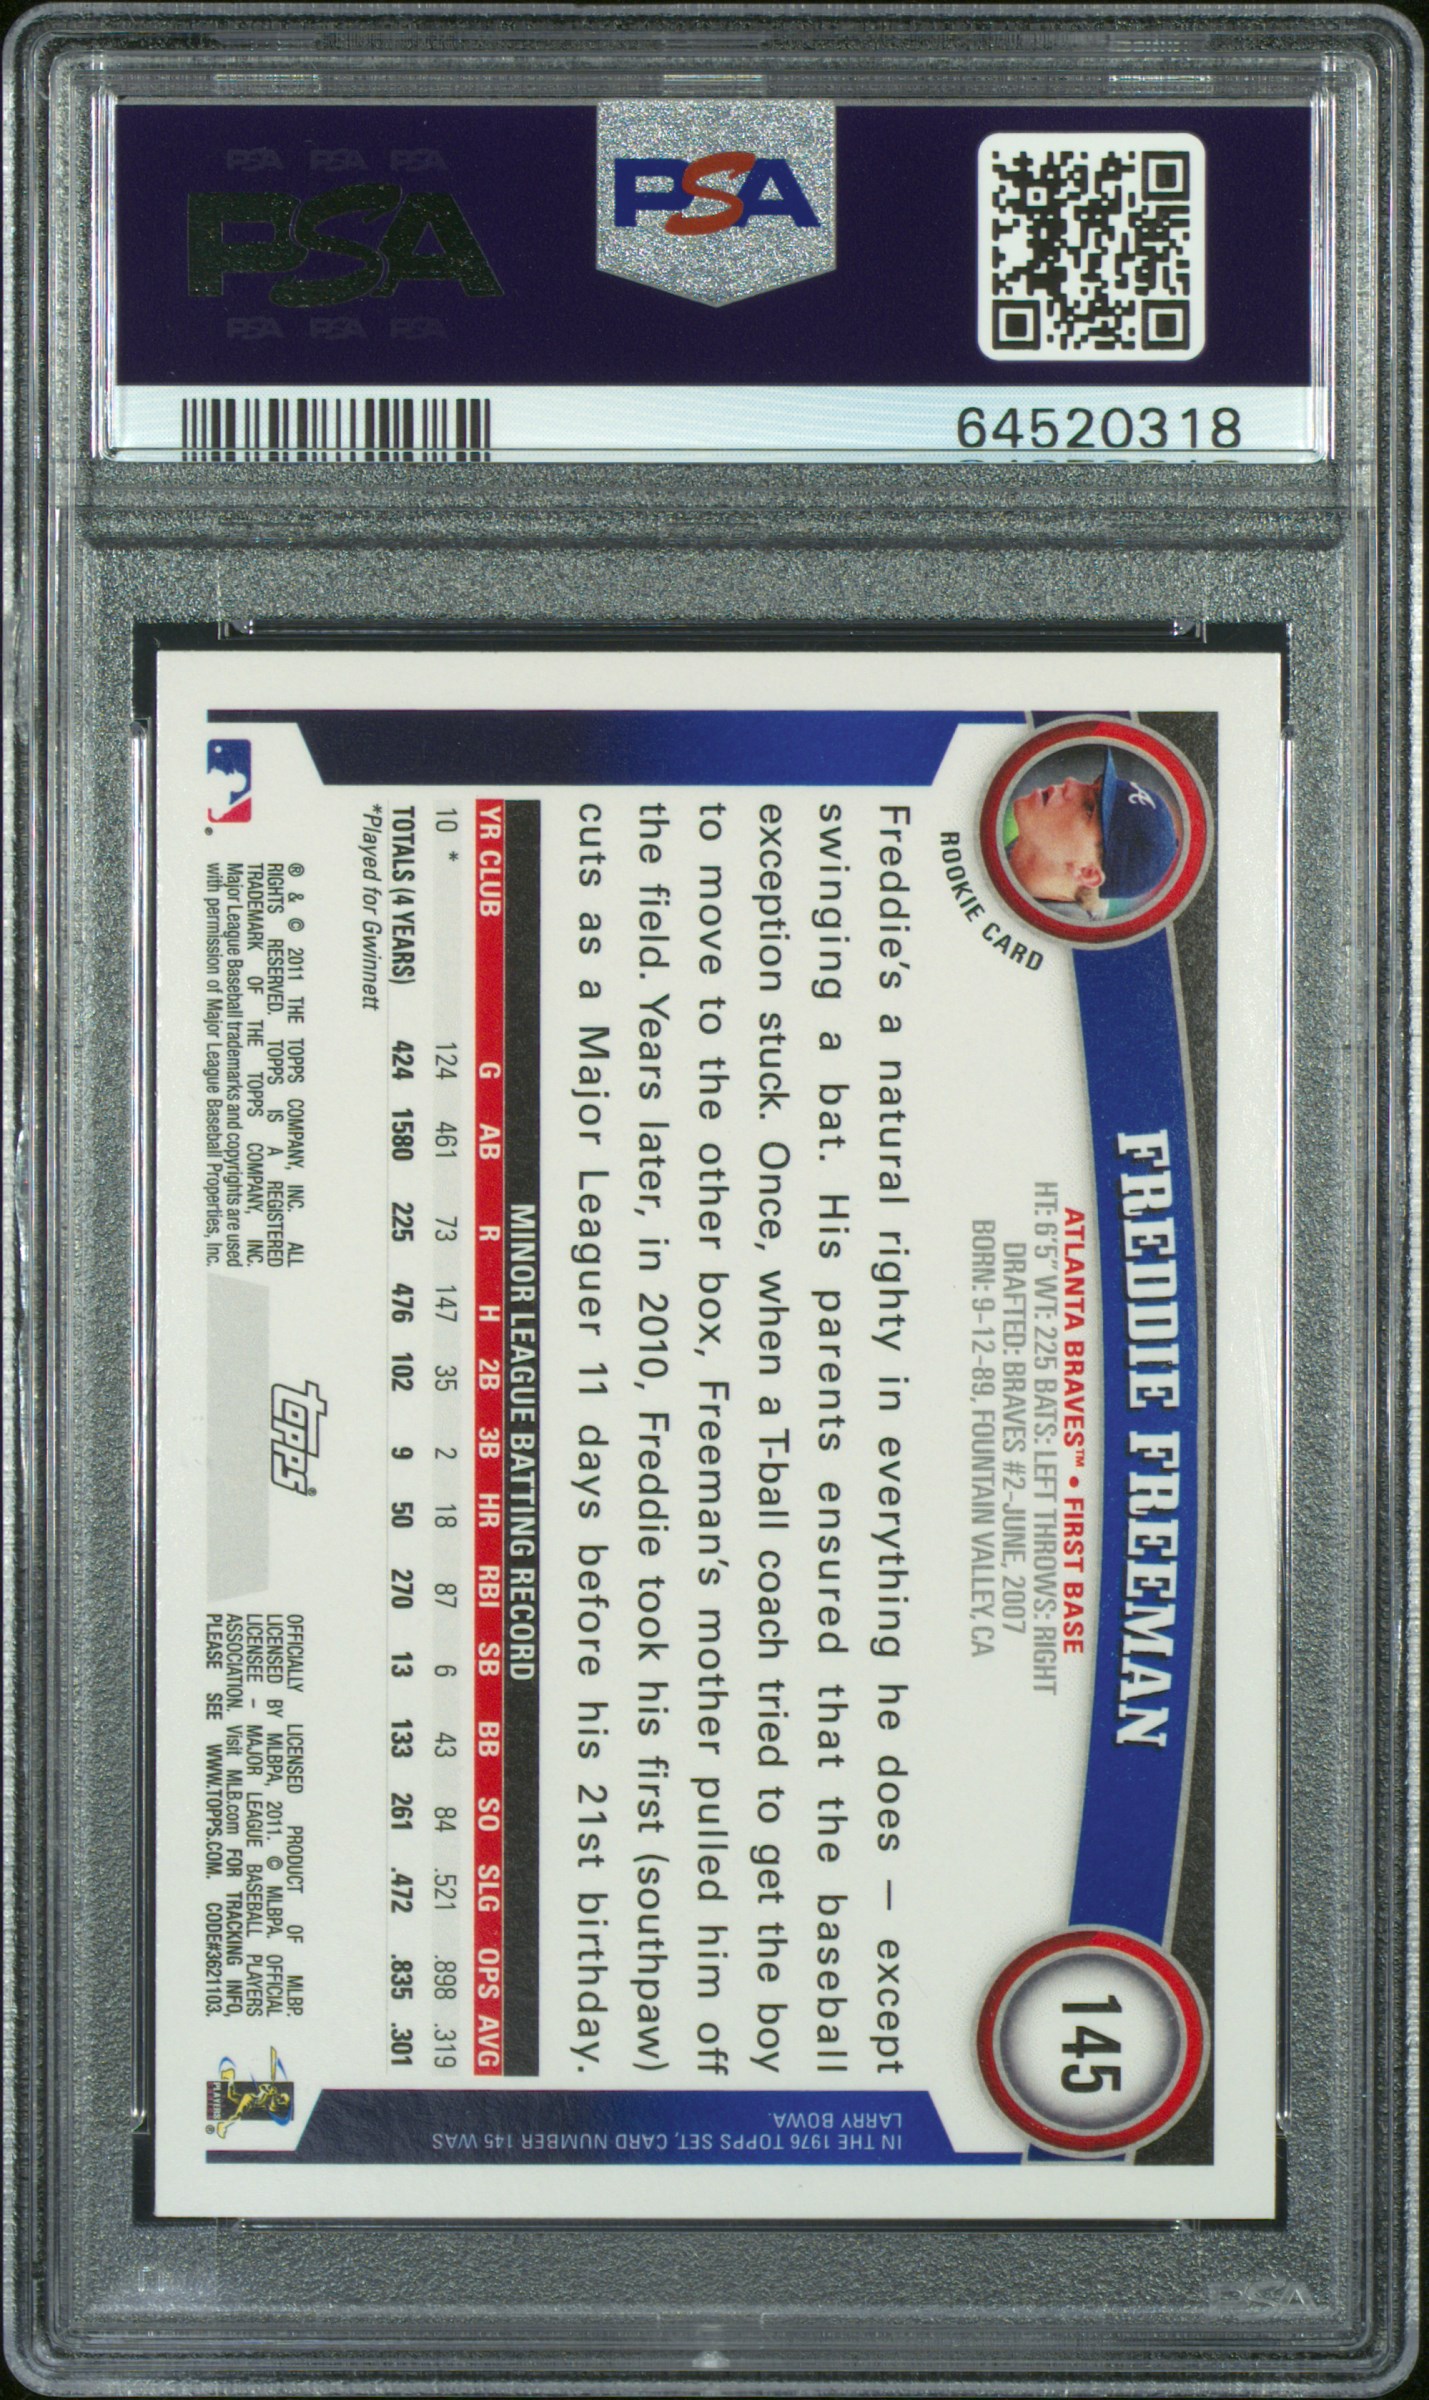 PSA PSA PSA
PSA
PSA PSA PSA
PSA
64520318
ROOKIE CARD
FREDDIE FREEMAN
145
ATLANTA BRAVES™ • FIRST BASE
HT: 6'5" WT: 225 BATS: LEFT THROWS: RIGHT
DRAFTED: BRAVES #2-JUNE, 2007
BORN: 9-12-89, FOUNTAIN VALLEY, CA
Freddie's a natural righty in everything he does — except
swinging a bat. His parents ensured that the baseball
exception stuck. Once, when a T-ball coach tried to get the boy
to move to the other box, Freeman's mother pulled him off
the field. Years later, in 2010, Freddie took his first (southpaw)
cuts as a Major Leaguer 11 days before his 21st birthday.
IN THE 1976 TOPPS SET, CARD NUMBER 145 WAS
LARRY BOWA.
MINOR LEAGUE BATTING RECORD
YR CLUB G AB R H 2B 3B HR RBI SB BB SO SLG OPS AVG
10 * 124 461 73 147 35 2 18 87 6 43 84 .521 .898 .319
TOTALS (4 YEARS) 424 1580 225 476 102 9 50 270 13 133 261 .472 .835 .301
*Played for Gwinnett
® & © 2011 THE TOPPS COMPANY, INC. ALL
RIGHTS RESERVED. TOPPS IS A REGISTERED
TRADEMARK OF THE TOPPS COMPANY, INC.
Major League Baseball trademarks and copyrights are used
with permission of Major League Baseball Properties, Inc.
topps®
OFFICIALLY LICENSED PRODUCT OF MLBP.
LICENSED BY MLBPA, 2011. © MLBPA. OFFICIAL
LICENSEE – MAJOR LEAGUE BASEBALL PLAYERS
ASSOCIATION. Visit MLB.com FOR TRACKING INFO,
PLEASE SEE WWW.TOPPS.COM. CODE#3621103.
PLAYERS
PSA